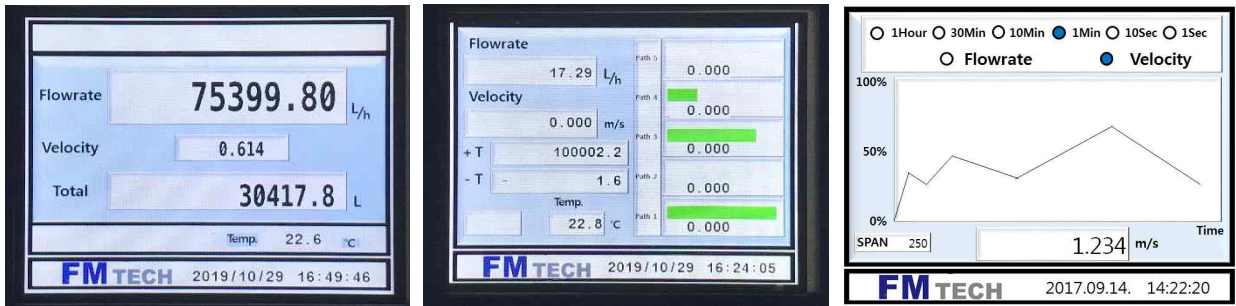 Flowrate 75399.80 L/h
Velocity 0.614
Total 30417.8 L
Temp. 22.6 °C
FM TECH 2019/10/29 16:49:46
Flowrate
17.29 L/h
Velocity
0.000 m/s
+ T 100002.2
- T - 1.6
Temp.
22.8 °C
Path 5
0.000
Path 4
0.000
Path 3
0.000
Path 2
0.000
Path 1
0.000
FM TECH 2019/10/29 16:24:05
1Hour 30Min 10Min 1Min 10Sec 1Sec
Flowrate Velocity
100%
50%
0%
Time
SPAN 250
1.234 m/s
FM TECH 2017.09.14. 14:22:20